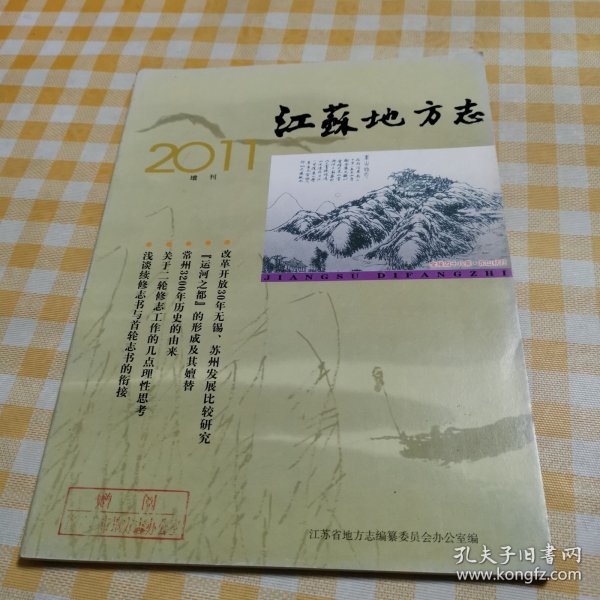 江蘇地方志
2011
增刊
JIANGSU DIFANGZHI
改革开放30年无锡、苏州发展比较研究
『运河之都』的形成及其嬗替
常州3200年历史的由来
关于二轮修志工作的几点理性思考
浅谈续修志书与首轮志书的衔接
赠阅
江苏省地方志编纂委员会办公室编
孔夫子旧书网
www.kongfz.com